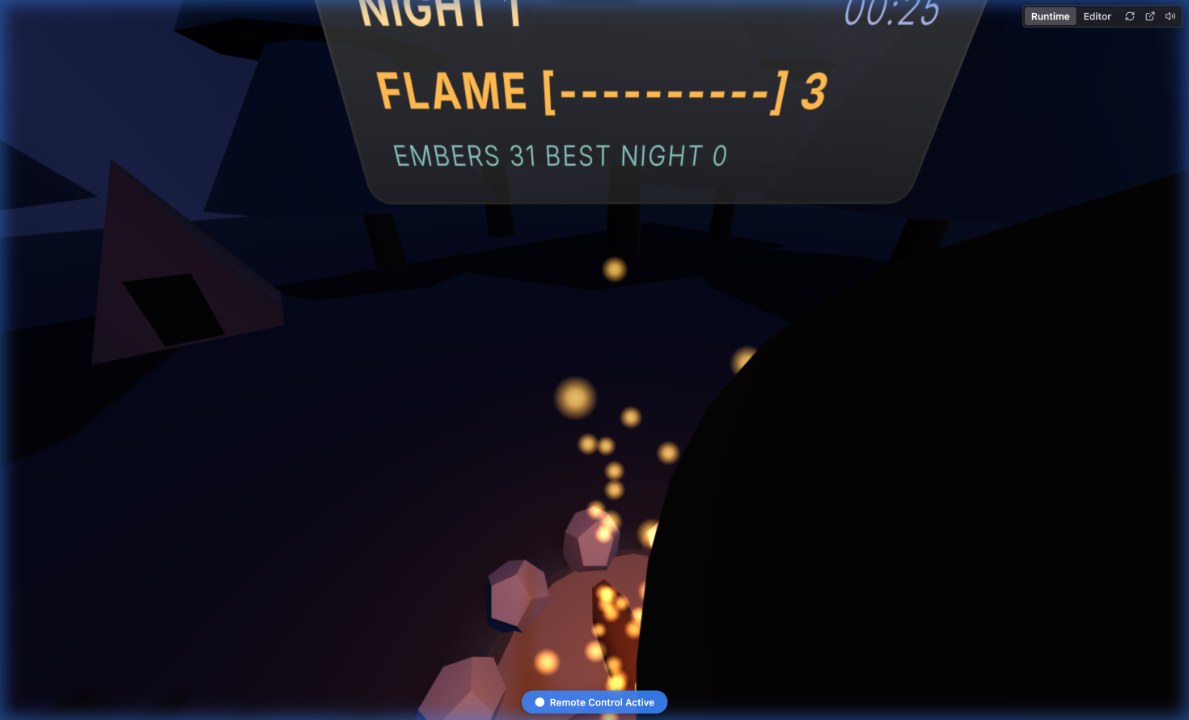 Runtime Editor
NIGHT 1 00:25
FLAME [----------] 3
EMBERS 31 BEST NIGHT 0
Remote Control Active